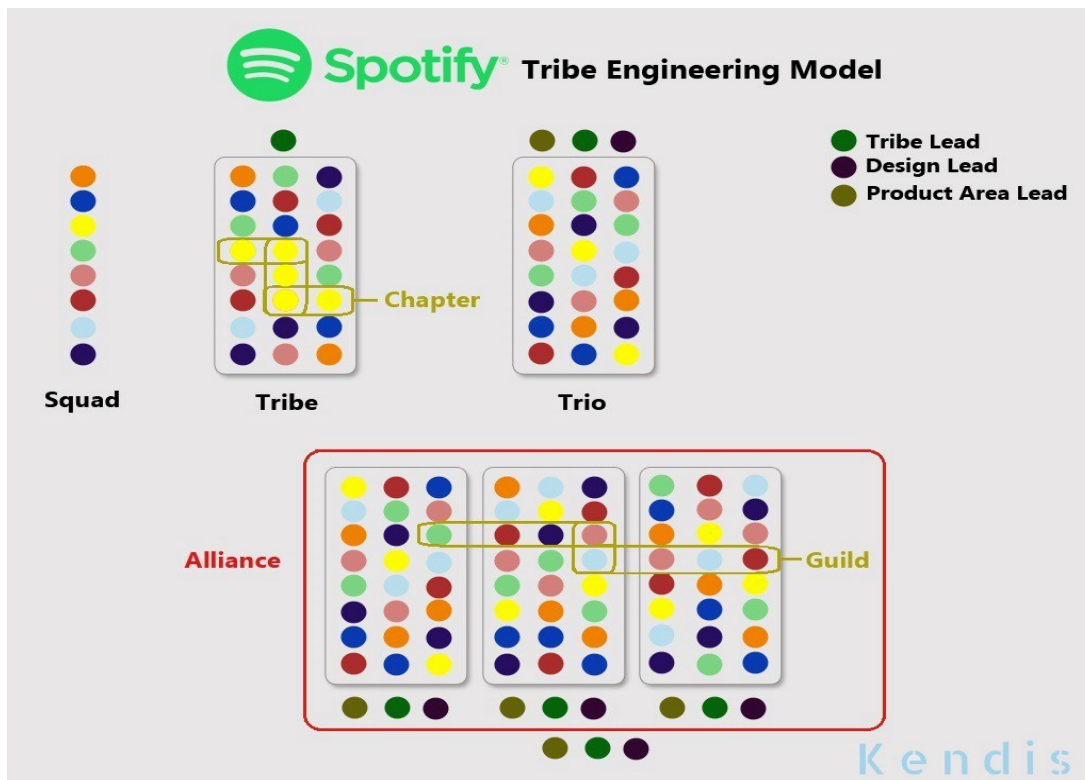 Spotify® Tribe Engineering Model
Tribe Lead
Design Lead
Product Area Lead
Chapter
Squad
Tribe
Trio
Alliance
Guild
Kendis